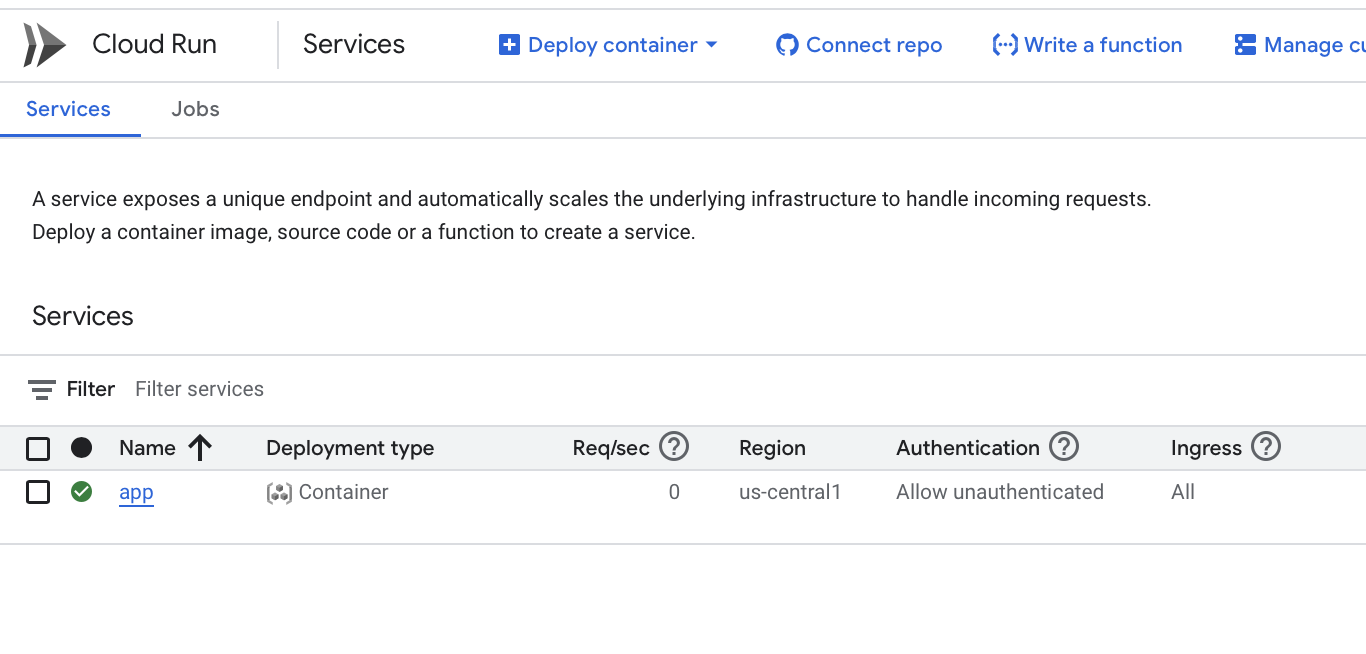 Cloud Run Services Deploy container Connect repo Write a function Manage cu
Services Jobs
A service exposes a unique endpoint and automatically scales the underlying infrastructure to handle incoming requests.
Deploy a container image, source code or a function to create a service.
Services
Filter Filter services
Name Deployment type Req/sec ? Region Authentication ? Ingress ?
app Container 0 us-central1 Allow unauthenticated All